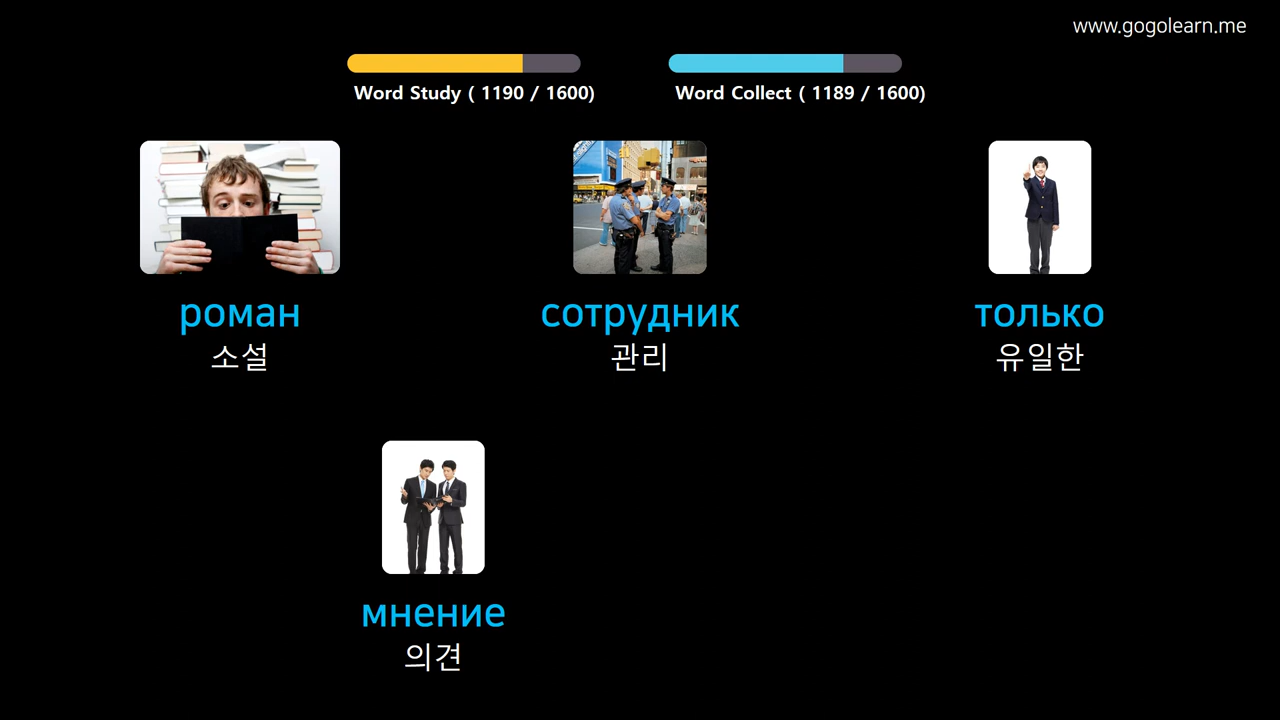 www.gogolearn.me
Word Study ( 1190 / 1600)
Word Collect ( 1189 / 1600)
роман
소설
сотрудник
관리
только
유일한
мнение
의견